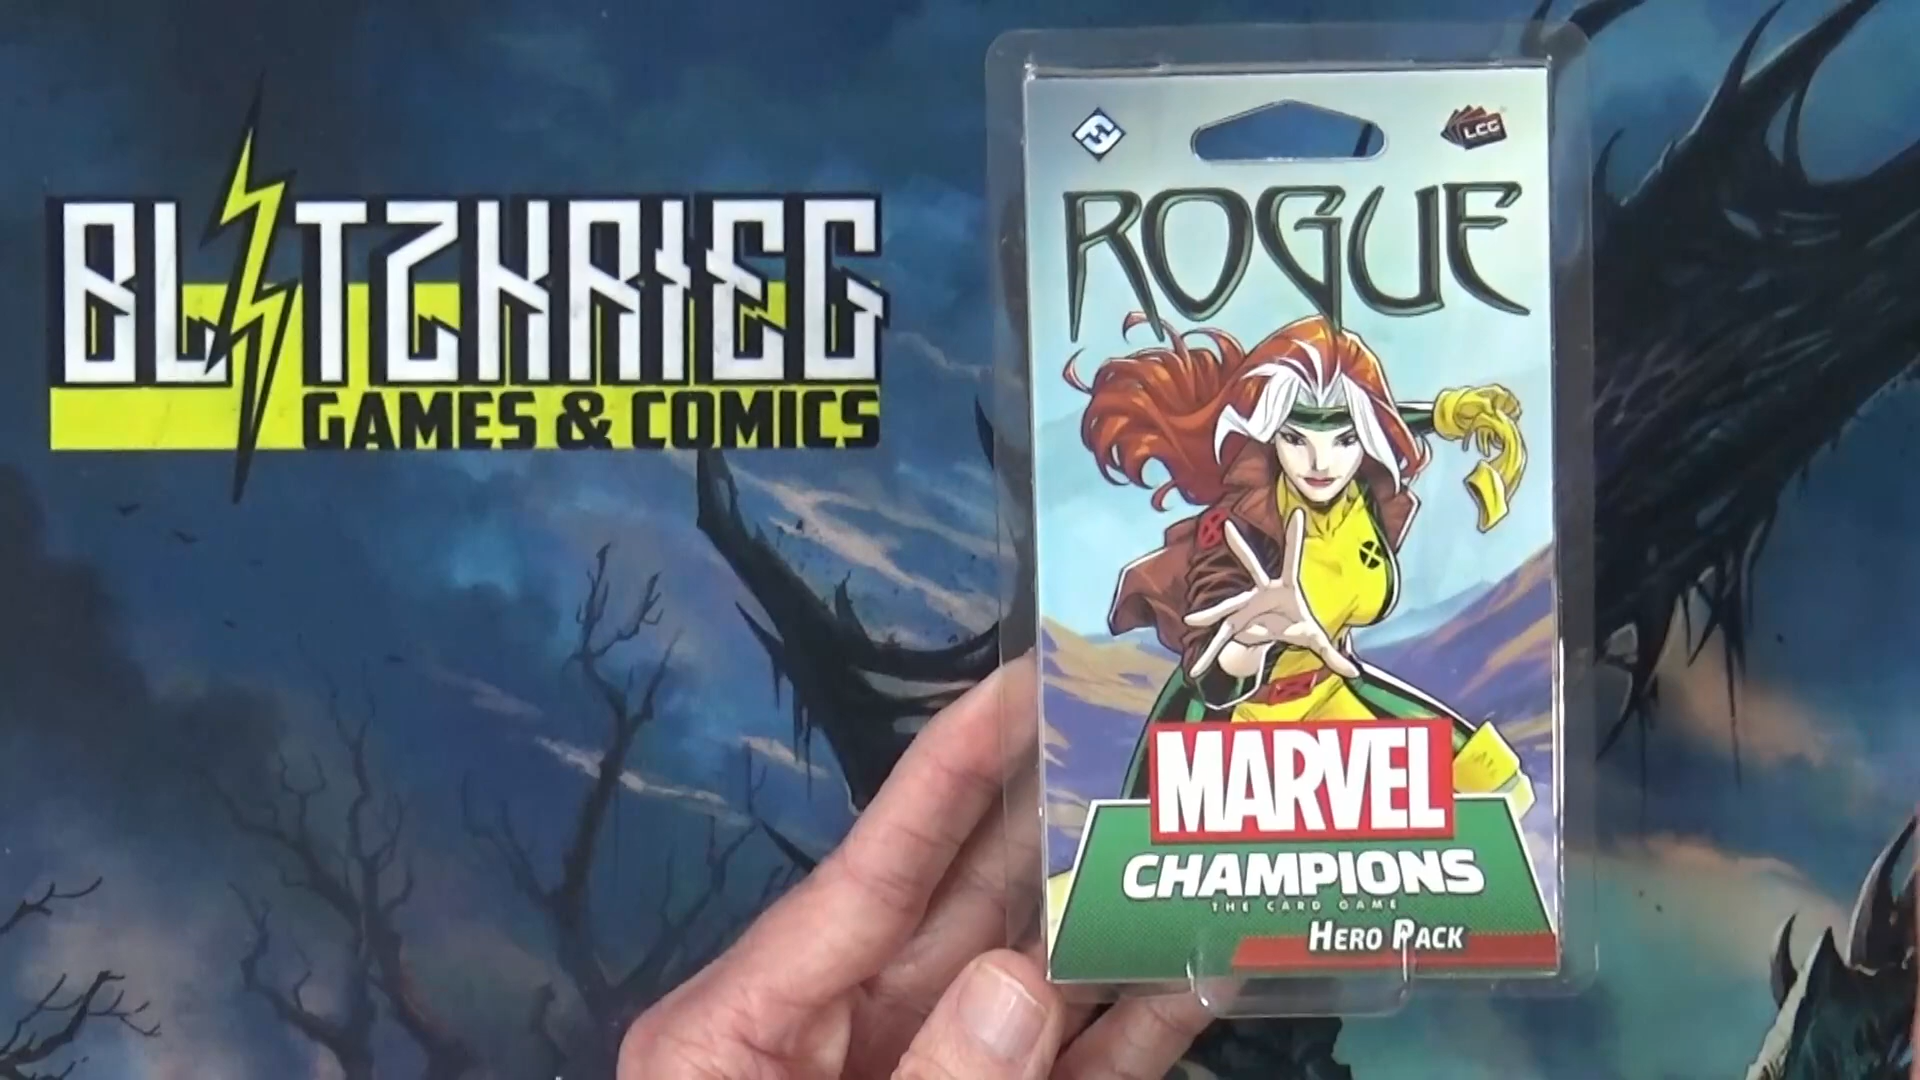 BLITZKRIEG
GAMES & COMICS
LCG
ROGUE
MARVEL
CHAMPIONS
THE CARD GAME
HERO PACK